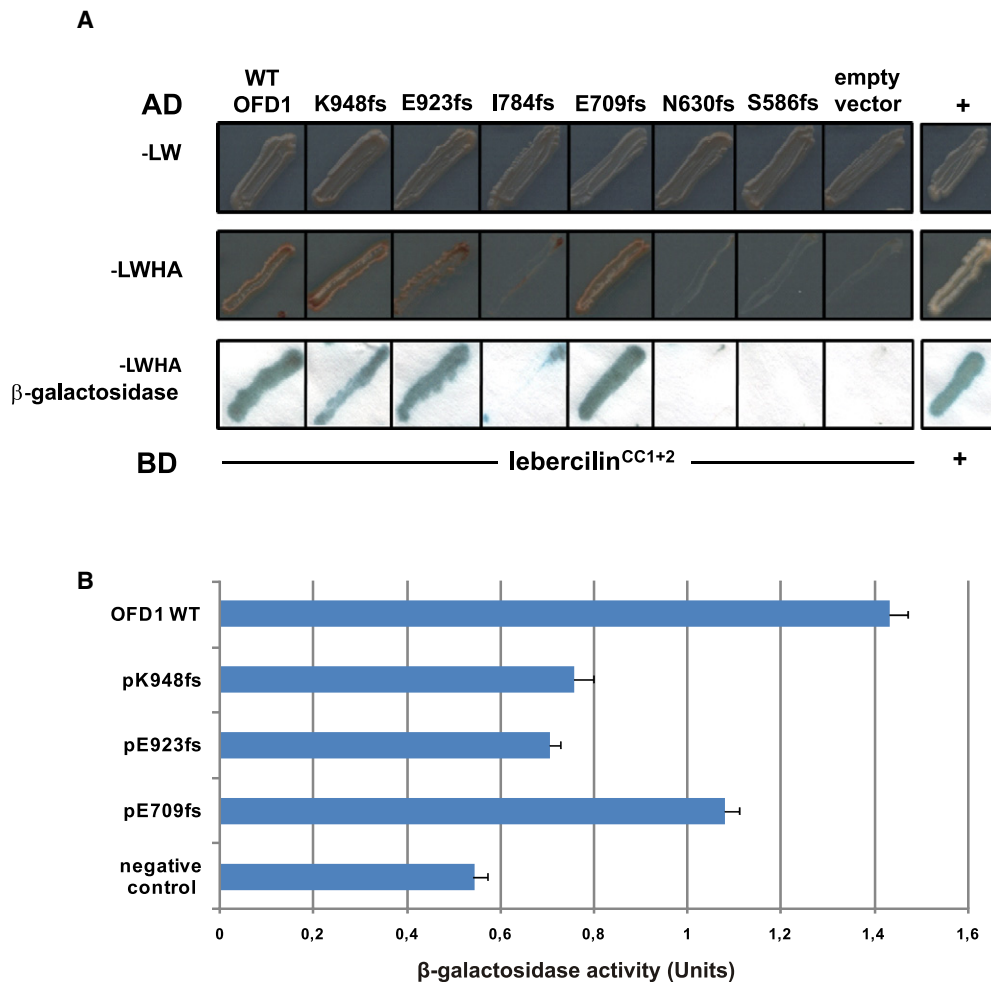 A
AD WT OFD1 K948fs E923fs I784fs E709fs N630fs S586fs empty vector +
-LW
-LWHA
-LWHA
β-galactosidase
BD lebercilinCC1+2 +
B
OFD1 WT
pK948fs
pE923fs
pE709fs
negative
control
0 0,2 0,4 0,6 0,8 1 1,2 1,4 1,6
β-galactosidase activity (Units)